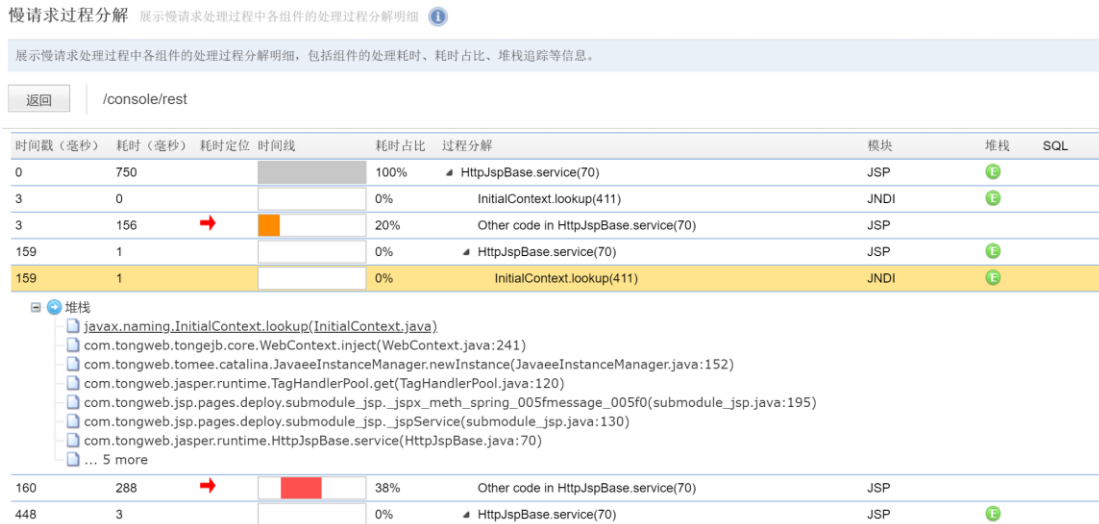 慢请求过程分解 展示慢请求处理过程中各组件的处理过程分解明细
展示慢请求处理过程中各组件的处理过程分解明细，包括组件的处理耗时、耗时占比、堆栈追踪等信息。
返回 /console/rest
时间戳（毫秒） 耗时（毫秒） 耗时定位 时间线 耗时占比 过程分解 模块 堆栈 SQL
0 750 100% HttpJspBase.service(70) JSP E
3 0 0% InitialContext.lookup(411) JNDI E
3 156 20% Other code in HttpJspBase.service(70) JSP
159 1 0% HttpJspBase.service(70) JSP E
159 1 0% InitialContext.lookup(411) JNDI E
堆栈
javax.naming.InitialContext.lookup(InitialContext.java)
com.tongweb.tongejb.core.WebContext.inject(WebContext.java:241)
com.tongweb.tomee.catalina.JavaeeInstanceManager.newInstance(JavaeeInstanceManager.java:152)
com.tongweb.jasper.runtime.TagHandlerPool.get(TagHandlerPool.java:120)
com.tongweb.jsp.pages.deploy.submodule_jsp._jspx_meth_spring_005fmessage_005f0(submodule_jsp.java:195)
com.tongweb.jsp.pages.deploy.submodule_jsp._jspService(submodule_jsp.java:130)
com.tongweb.jasper.runtime.HttpJspBase.service(HttpJspBase.java:70)
... 5 more
160 288 38% Other code in HttpJspBase.service(70) JSP
448 3 0% HttpJspBase.service(70) JSP E